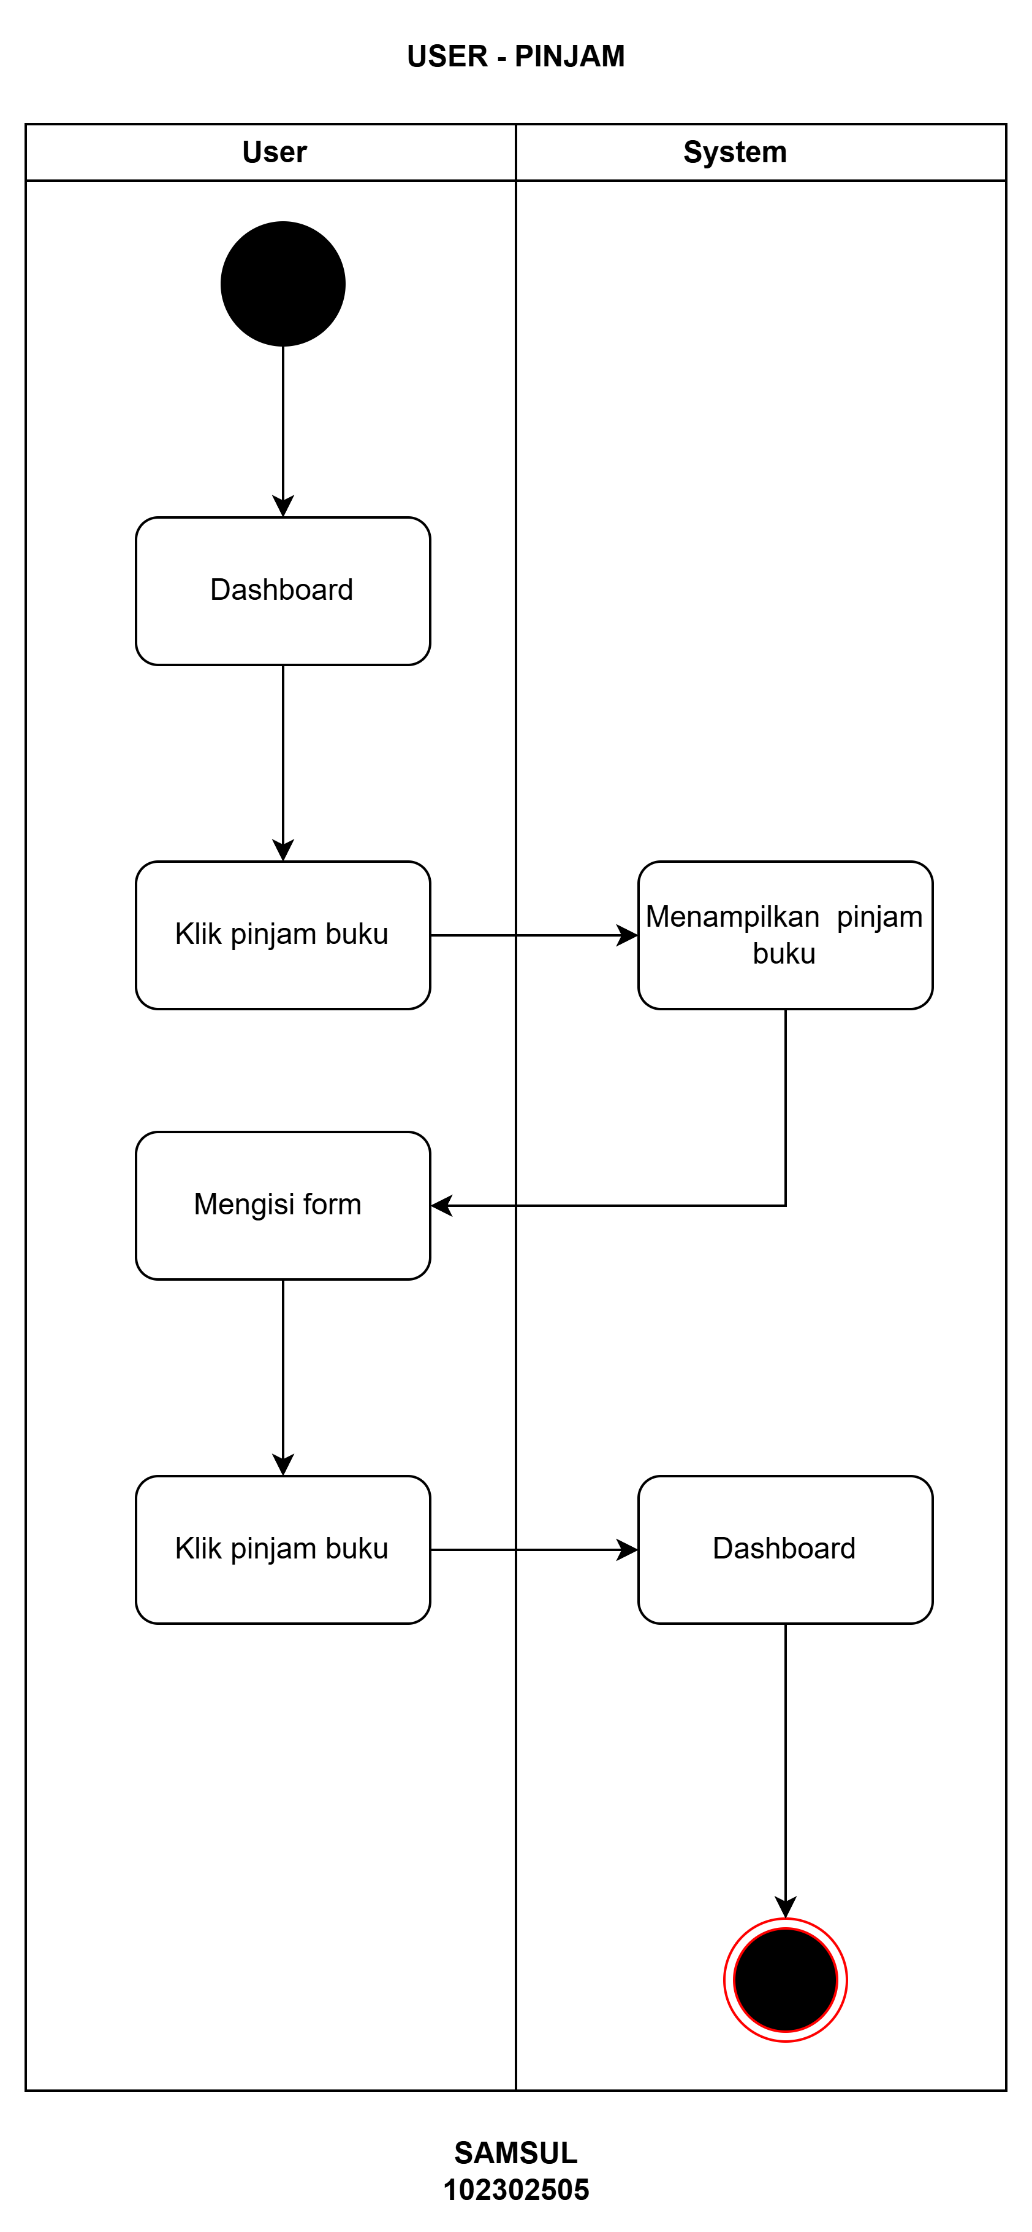 USER - PINJAM
User
System
Dashboard
Klik pinjam buku
Menampilkan  pinjam
buku
Mengisi form
Klik pinjam buku
Dashboard
SAMSUL
102302505